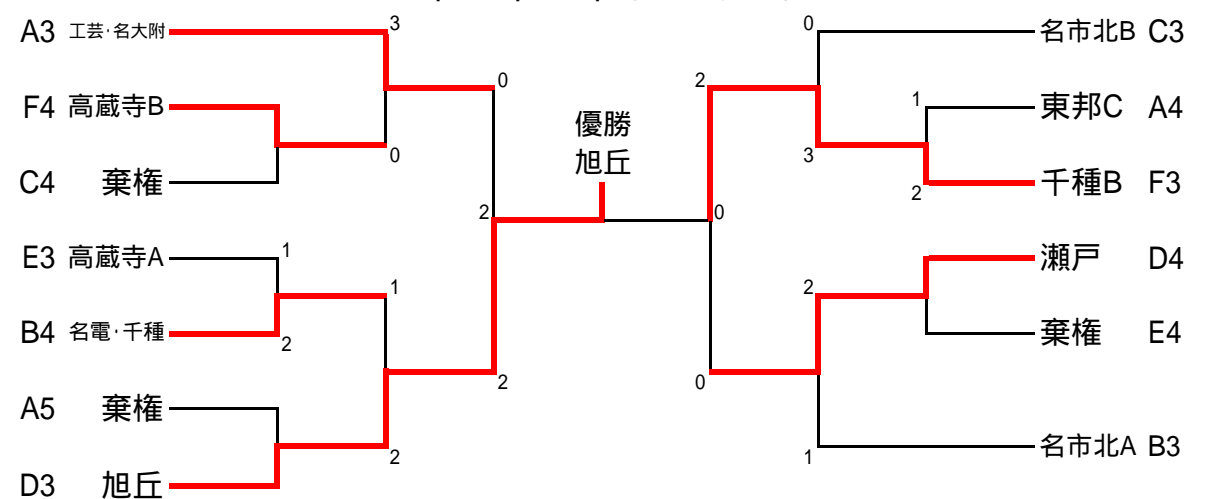 A3 工芸·名大附
3
F4 高蔵寺B
0
C4 棄権
0
E3 高蔵寺A
1
B4 名電·千種
2
1
A5 棄権
D3 旭丘
2
2
2
優勝
旭丘
0
名市北B C3
2
1
東邦C A4
3
2
千種B F3
0
瀬戸 D4
2
棄権 E4
0
1
名市北A B3